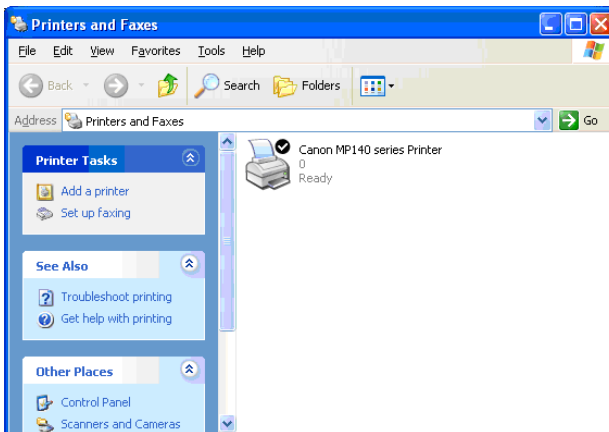 Printers and Faxes
File Edit View Favorites Tools Help
Back Search Folders
Address Printers and Faxes Go
Printer Tasks
Add a printer
Set up faxing
See Also
Troubleshoot printing
Get help with printing
Other Places
Control Panel
Scanners and Cameras
Canon MP140 series Printer
0
Ready